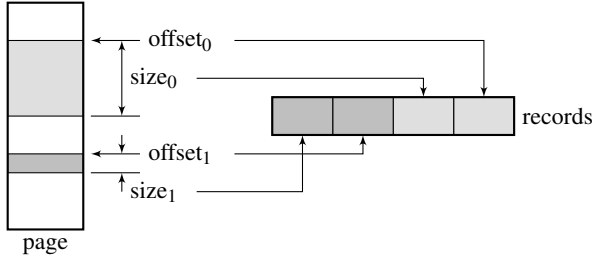 offset₀
size₀
records
offset₁
size₁
page